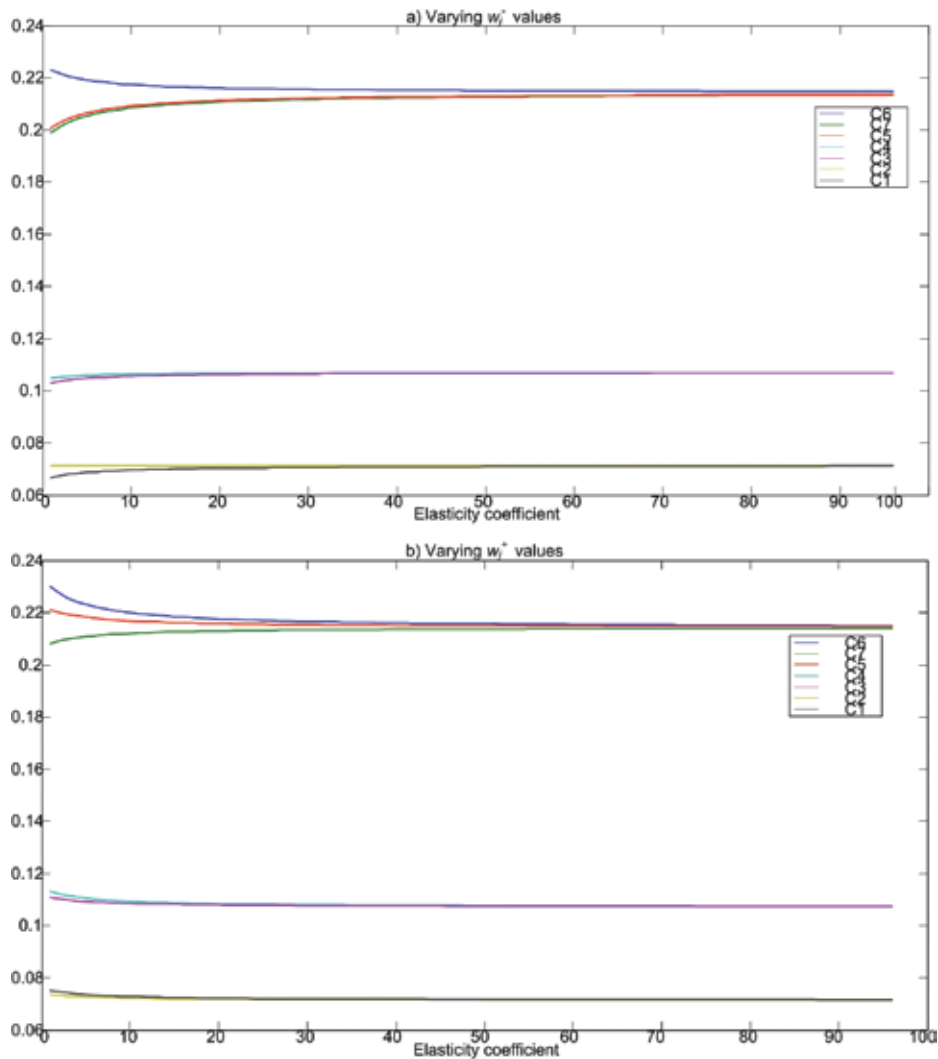 a) Varying wⱼ⁻ values
0.24
0.22
0.2
0.18
0.16
0.14
0.12
0.1
0.08
0.06
C6
C7
C5
C4
C3
C2
C1
0 10 20 30 40 50 60 70 80 90 100
Elasticity coefficient
b) Varying wⱼ⁺ values
0.24
0.22
0.2
0.18
0.16
0.14
0.12
0.1
0.08
0.06
C6
C7
C5
C4
C3
C2
C1
0 10 20 30 40 50 60 70 80 90 100
Elasticity coefficient